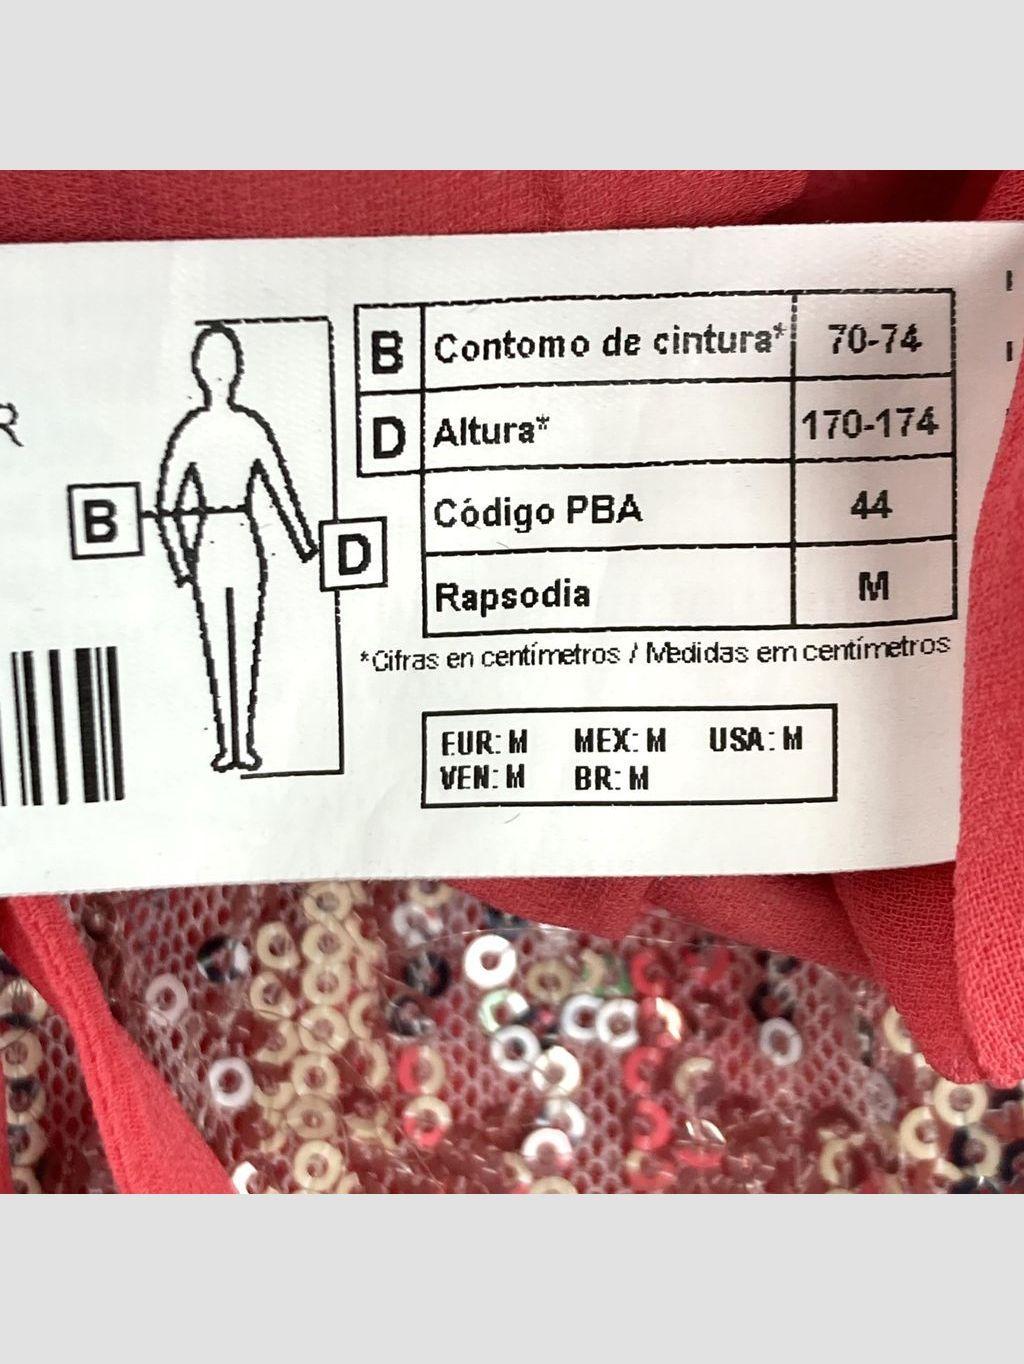 R
B Contomo de cintura* 70-74
D Altura* 170-174
Código PBA 44
Rapsodia M
B
D
*Cifras en centímetros / Medidas em centímetros
EUR: M MEX: M USA: M
VEN: M BR: M